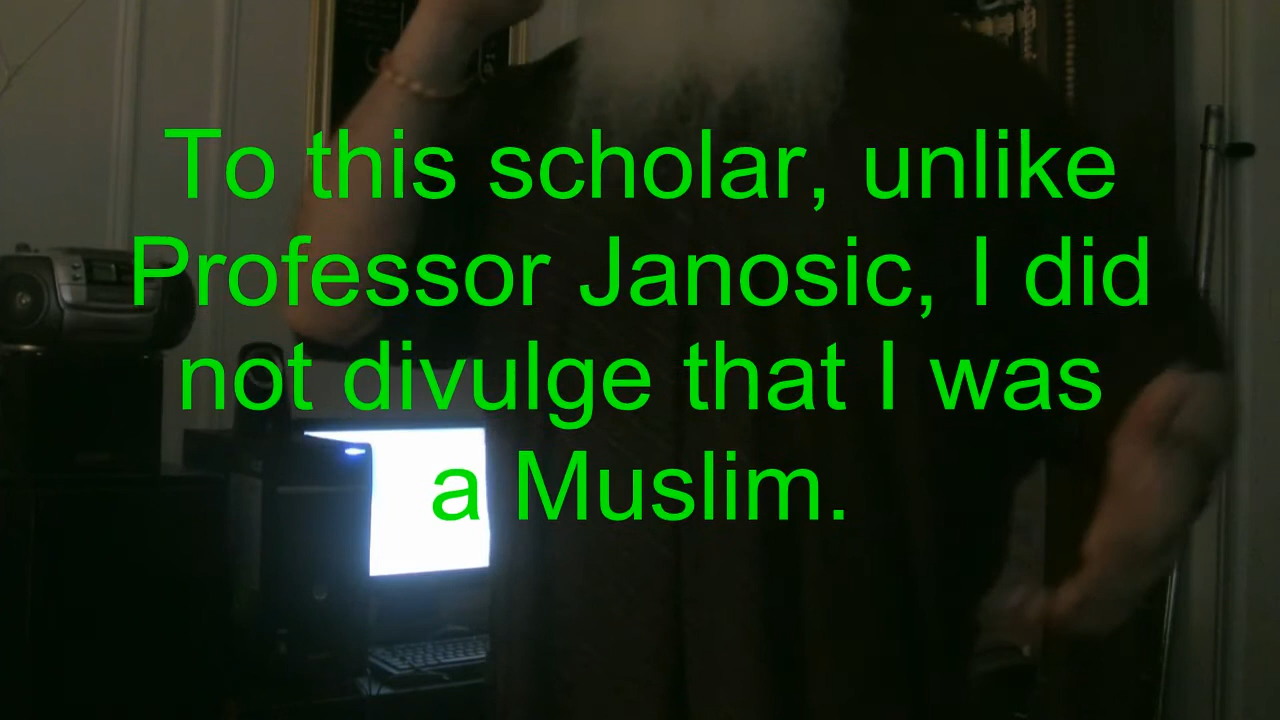 To this scholar, unlike
Professor Janosic, I did
not divulge that I was
a Muslim.